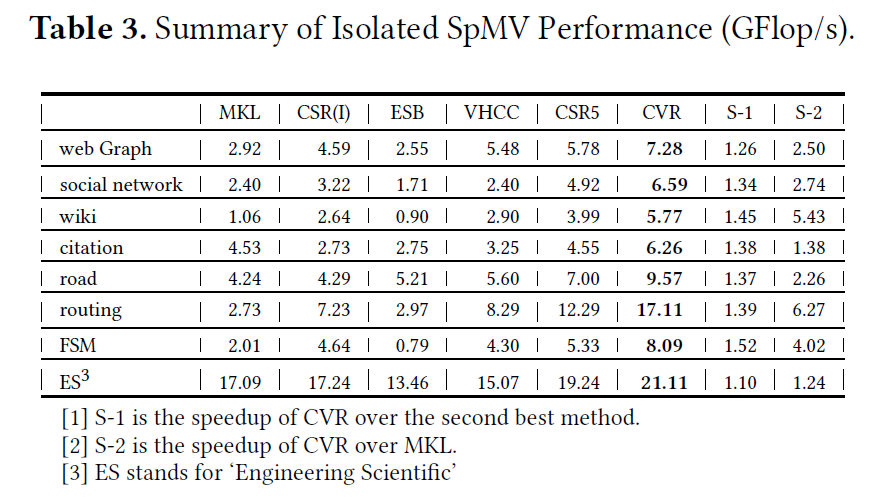 Table 3. Summary of Isolated SpMV Performance (GFlop/s).
MKL CSR(I) ESB VHCC CSR5 CVR S-1 S-2
web Graph 2.92 4.59 2.55 5.48 5.78 7.28 1.26 2.50
social network 2.40 3.22 1.71 2.40 4.92 6.59 1.34 2.74
wiki 1.06 2.64 0.90 2.90 3.99 5.77 1.45 5.43
citation 4.53 2.73 2.75 3.25 4.55 6.26 1.38 1.38
road 4.24 4.29 5.21 5.60 7.00 9.57 1.37 2.26
routing 2.73 7.23 2.97 8.29 12.29 17.11 1.39 6.27
FSM 2.01 4.64 0.79 4.30 5.33 8.09 1.52 4.02
ES³ 17.09 17.24 13.46 15.07 19.24 21.11 1.10 1.24
[1] S-1 is the speedup of CVR over the second best method.
[2] S-2 is the speedup of CVR over MKL.
[3] ES stands for ‘Engineering Scientific’